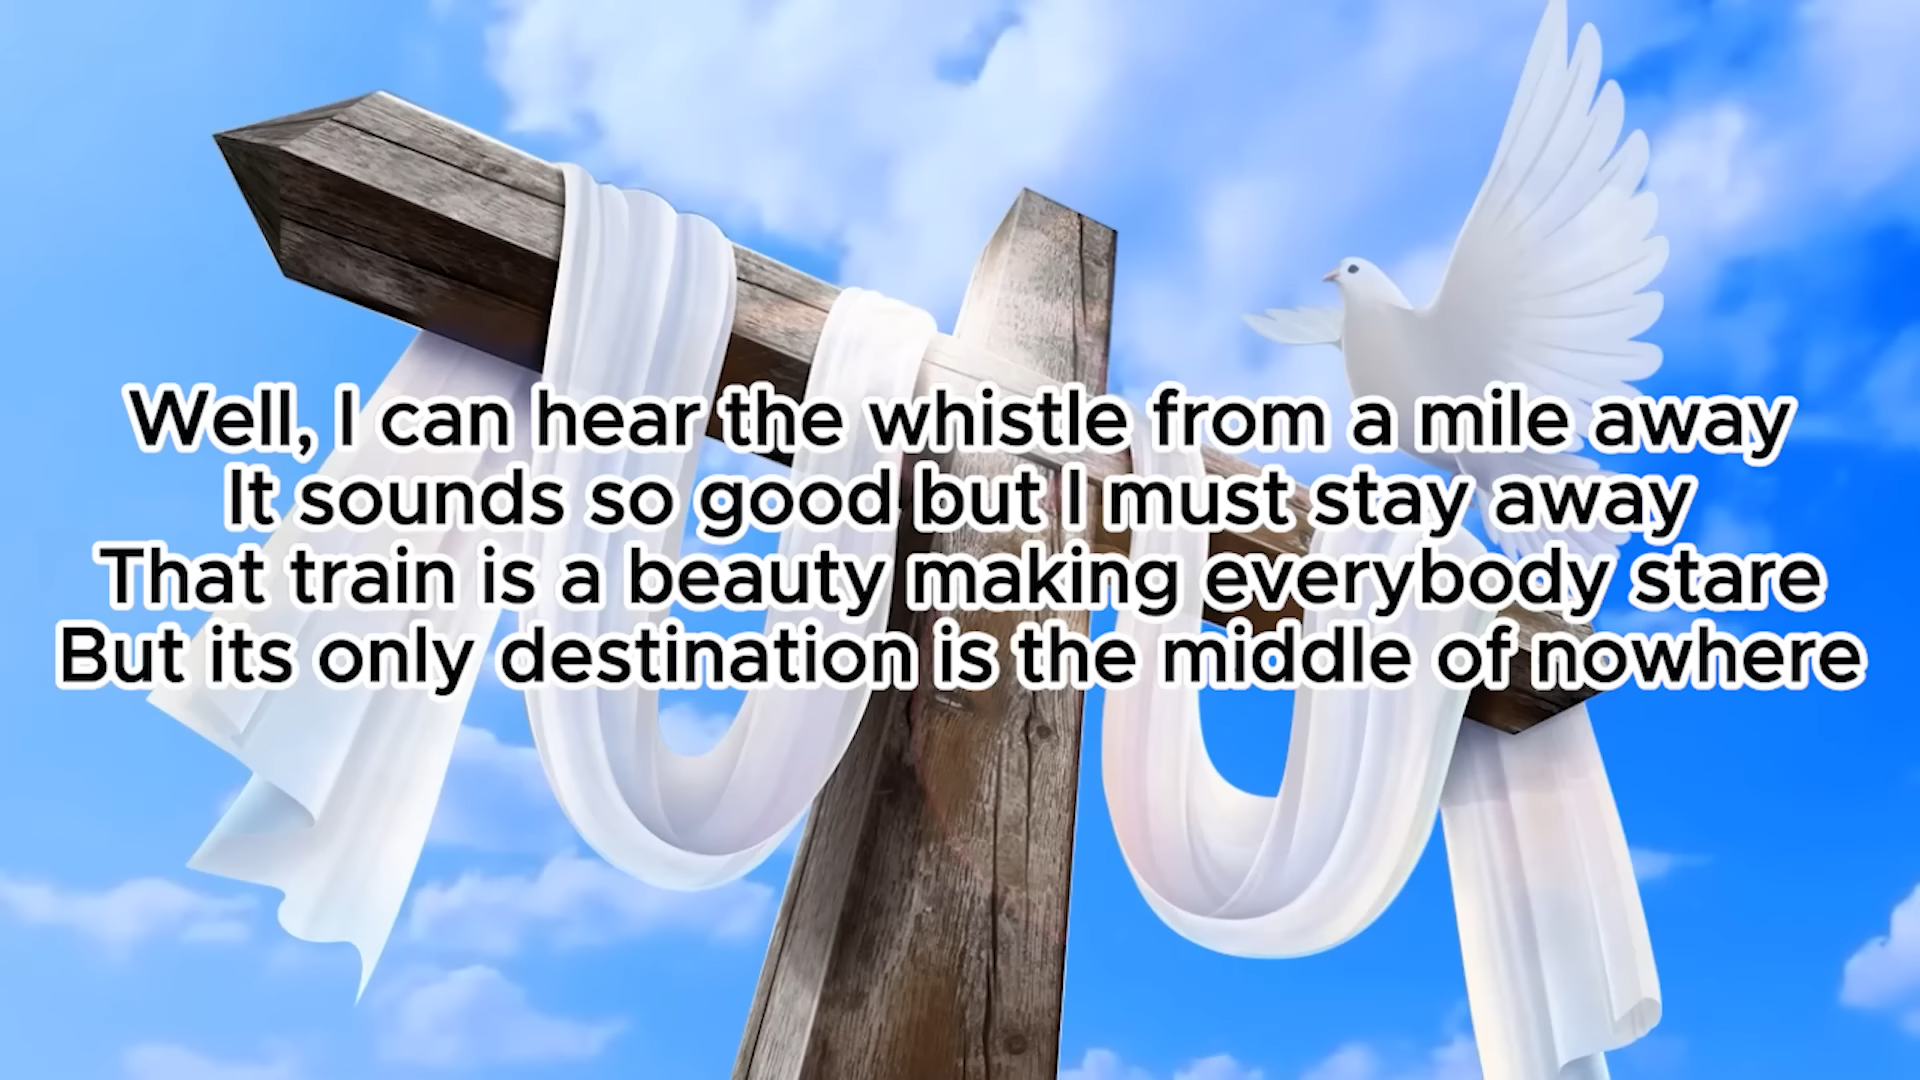 Well, I can hear the whistle from a mile away
It sounds so good but I must stay away
That train is a beauty making everybody stare
But its only destination is the middle of nowhere